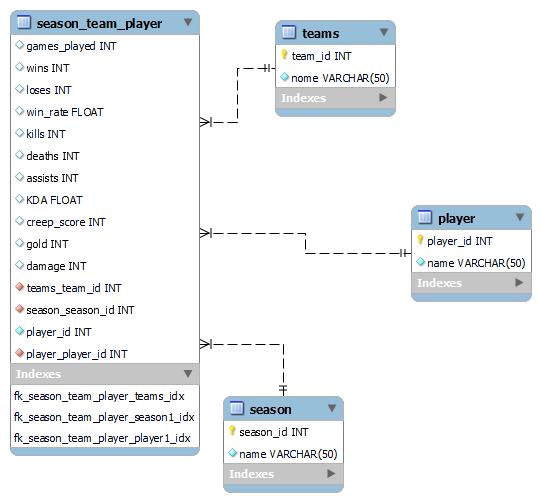 season_team_player
games_played INT
wins INT
loses INT
win_rate FLOAT
kills INT
deaths INT
assists INT
KDA FLOAT
creep_score INT
gold INT
damage INT
teams_team_id INT
season_season_id INT
player_id INT
player_player_id INT
Indexes
fk_season_team_player_teams_idx
fk_season_team_player_season1_idx
fk_season_team_player_player1_idx
teams
team_id INT
nome VARCHAR(50)
Indexes
player
player_id INT
name VARCHAR(50)
Indexes
season
season_id INT
name VARCHAR(50)
Indexes